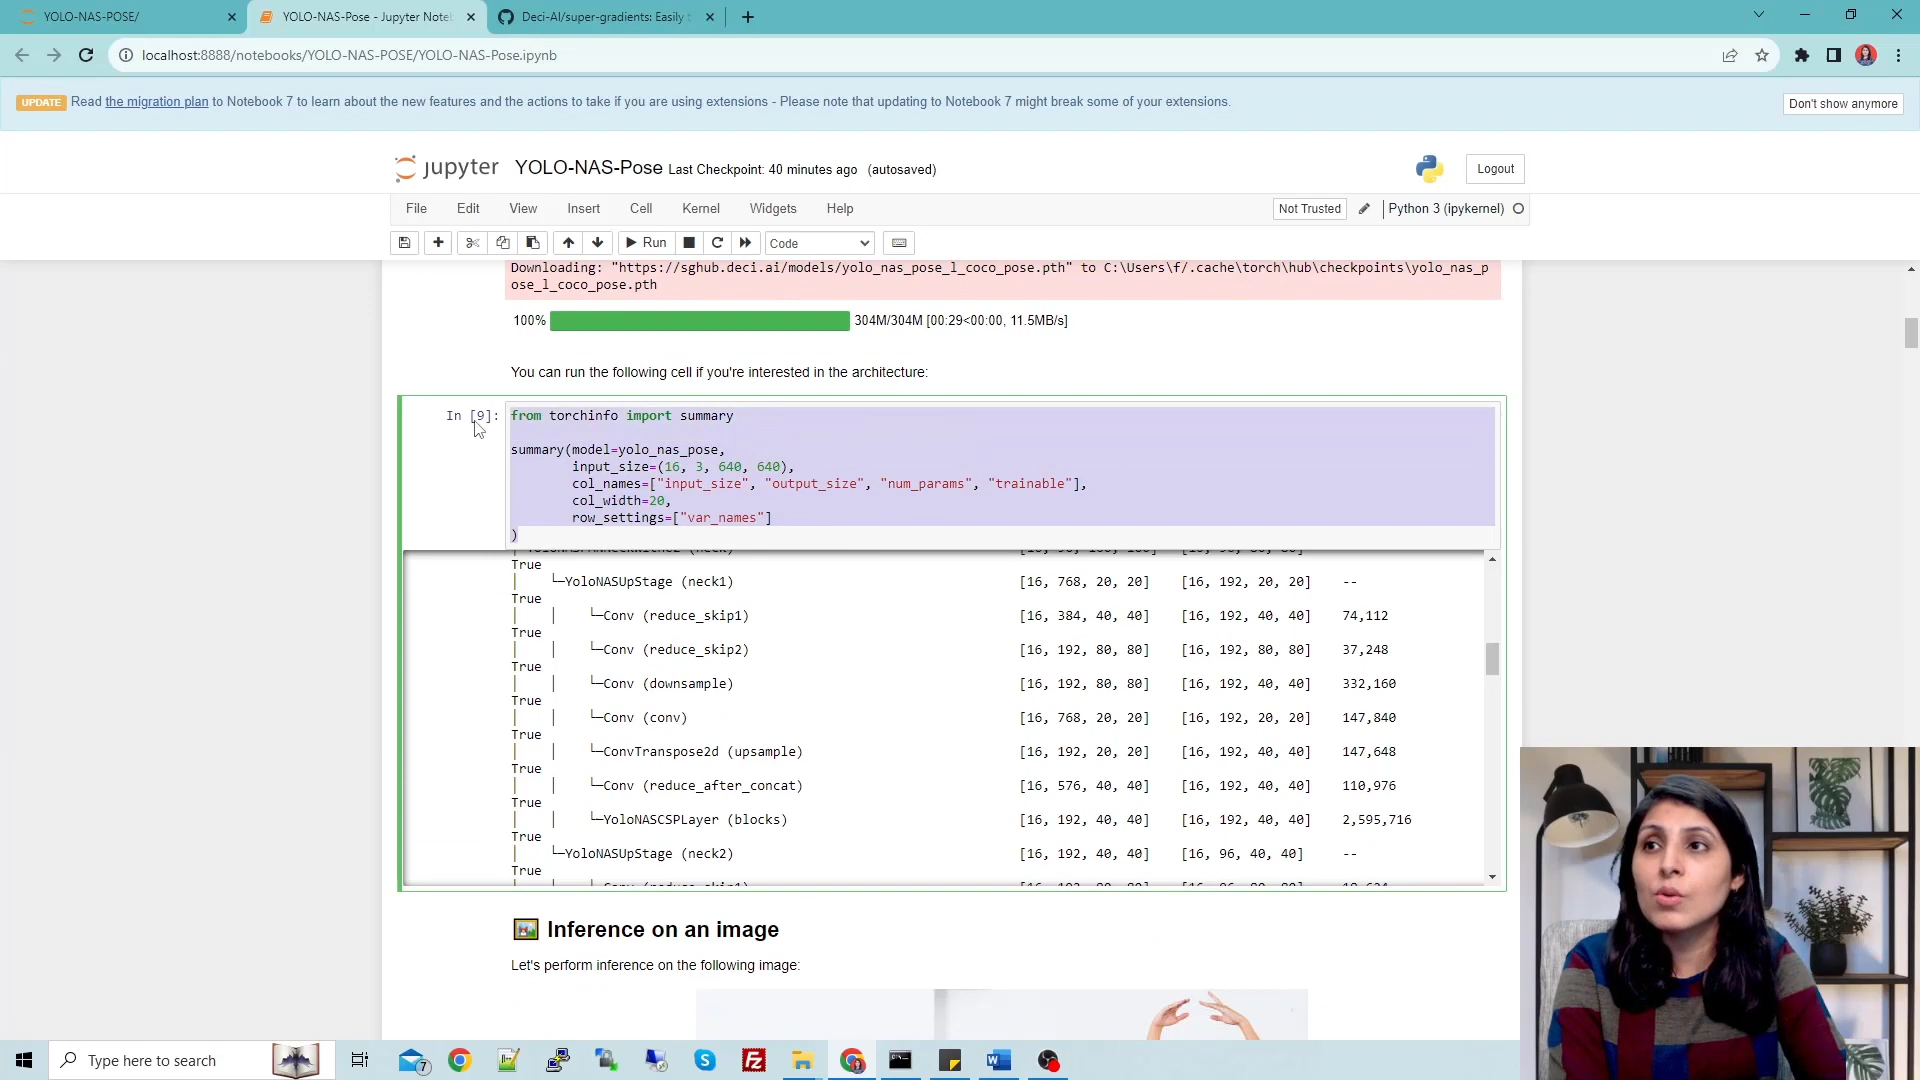 YOLO-NAS-POSE/
YOLO-NAS-Pose - Jupyter Note
Deci-AI/super-gradients: Easily
localhost:8888/notebooks/YOLO-NAS-POSE/YOLO-NAS-Pose.ipynb
UPDATE Read the migration plan to Notebook 7 to learn about the new features and the actions to take if you are using extensions - Please note that updating to Notebook 7 might break some of your extensions.
Don't show anymore
jupyter YOLO-NAS-Pose Last Checkpoint: 40 minutes ago (autosaved)
Logout
File Edit View Insert Cell Kernel Widgets Help
Not Trusted Python 3 (ipykernel)
Run Code
Downloading: "https://sghub.deci.ai/models/yolo_nas_pose_l_coco_pose.pth" to C:\Users\f/.cache\torch\hub\checkpoints\yolo_nas_p
ose_l_coco_pose.pth
100% 304M/304M [00:29<00:00, 11.5MB/s]
You can run the following cell if you're interested in the architecture:
In [9]: from torchinfo import summary
summary(model=yolo_nas_pose,
input_size=(16, 3, 640, 640),
col_names=["input_size", "output_size", "num_params", "trainable"],
col_width=20,
row_settings=["var_names"]
)
True
│ └─YoloNASUpStage (neck1) [16, 768, 20, 20] [16, 192, 20, 20] --
True
│ │ └─Conv (reduce_skip1) [16, 384, 40, 40] [16, 192, 40, 40] 74,112
True
│ │ └─Conv (reduce_skip2) [16, 192, 80, 80] [16, 192, 80, 80] 37,248
True
│ │ └─Conv (downsample) [16, 192, 80, 80] [16, 192, 40, 40] 332,160
True
│ │ └─Conv (conv) [16, 768, 20, 20] [16, 192, 20, 20] 147,840
True
│ │ └─ConvTranspose2d (upsample) [16, 192, 20, 20] [16, 192, 40, 40] 147,648
True
│ │ └─Conv (reduce_after_concat) [16, 576, 40, 40] [16, 192, 40, 40] 110,976
True
│ │ └─YoloNASCSPLayer (blocks) [16, 192, 40, 40] [16, 192, 40, 40] 2,595,716
True
│ └─YoloNASUpStage (neck2) [16, 192, 40, 40] [16, 96, 40, 40] --
True
Inference on an image
Let's perform inference on the following image:
Type here to search
7